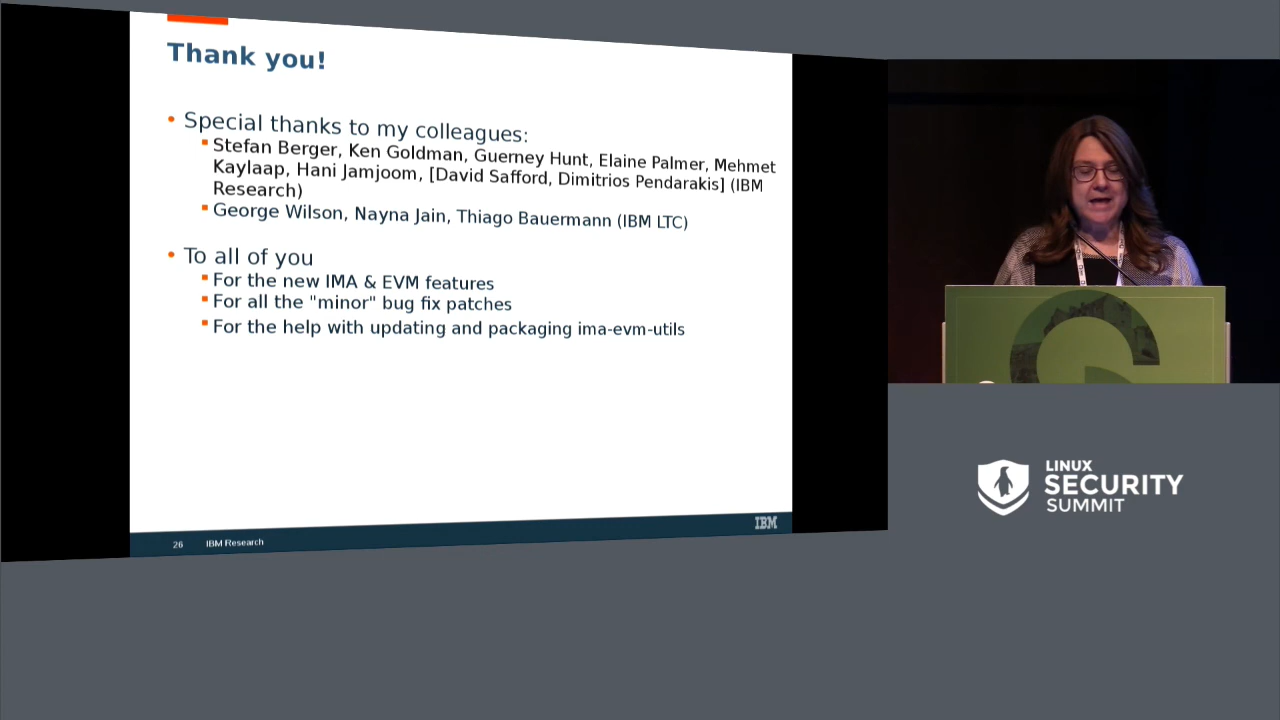 Thank you!
Special thanks to my colleagues:
Stefan Berger, Ken Goldman, Guerney Hunt, Elaine Palmer, Mehmet
Kaylaap, Hani Jamjoom, [David Safford, Dimitrios Pendarakis] (IBM
Research)
George Wilson, Nayna Jain, Thiago Bauermann (IBM LTC)
To all of you
For the new IMA & EVM features
For all the "minor" bug fix patches
For the help with updating and packaging ima-evm-utils
26 IBM Research
IBM
LINUX
SECURITY
SUMMIT